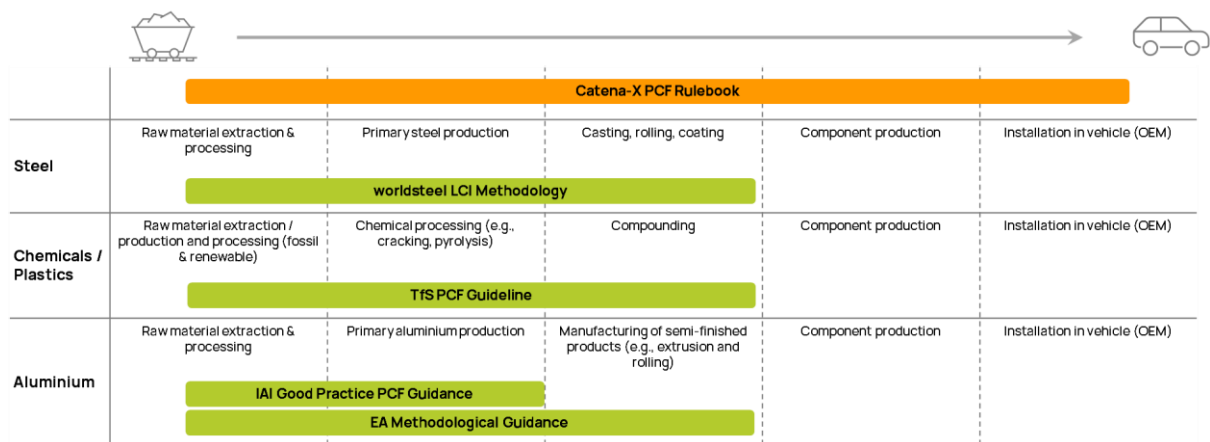 Catena-X PCF Rulebook
Steel
Raw material extraction &
processing
Primary steel production
Casting, rolling, coating
Component production
Installation in vehicle (OEM)
worldsteel LCI Methodology
Chemicals /
Plastics
Raw material extraction /
production and processing (fossil
& renewable)
Chemical processing (e.g.,
cracking, pyrolysis)
Compounding
Component production
Installation in vehicle (OEM)
TfS PCF Guideline
Aluminium
Raw material extraction &
processing
Primary aluminium production
Manufacturing of semi-finished
products (e.g., extrusion and
rolling)
Component production
Installation in vehicle (OEM)
IAI Good Practice PCF Guidance
EA Methodological Guidance